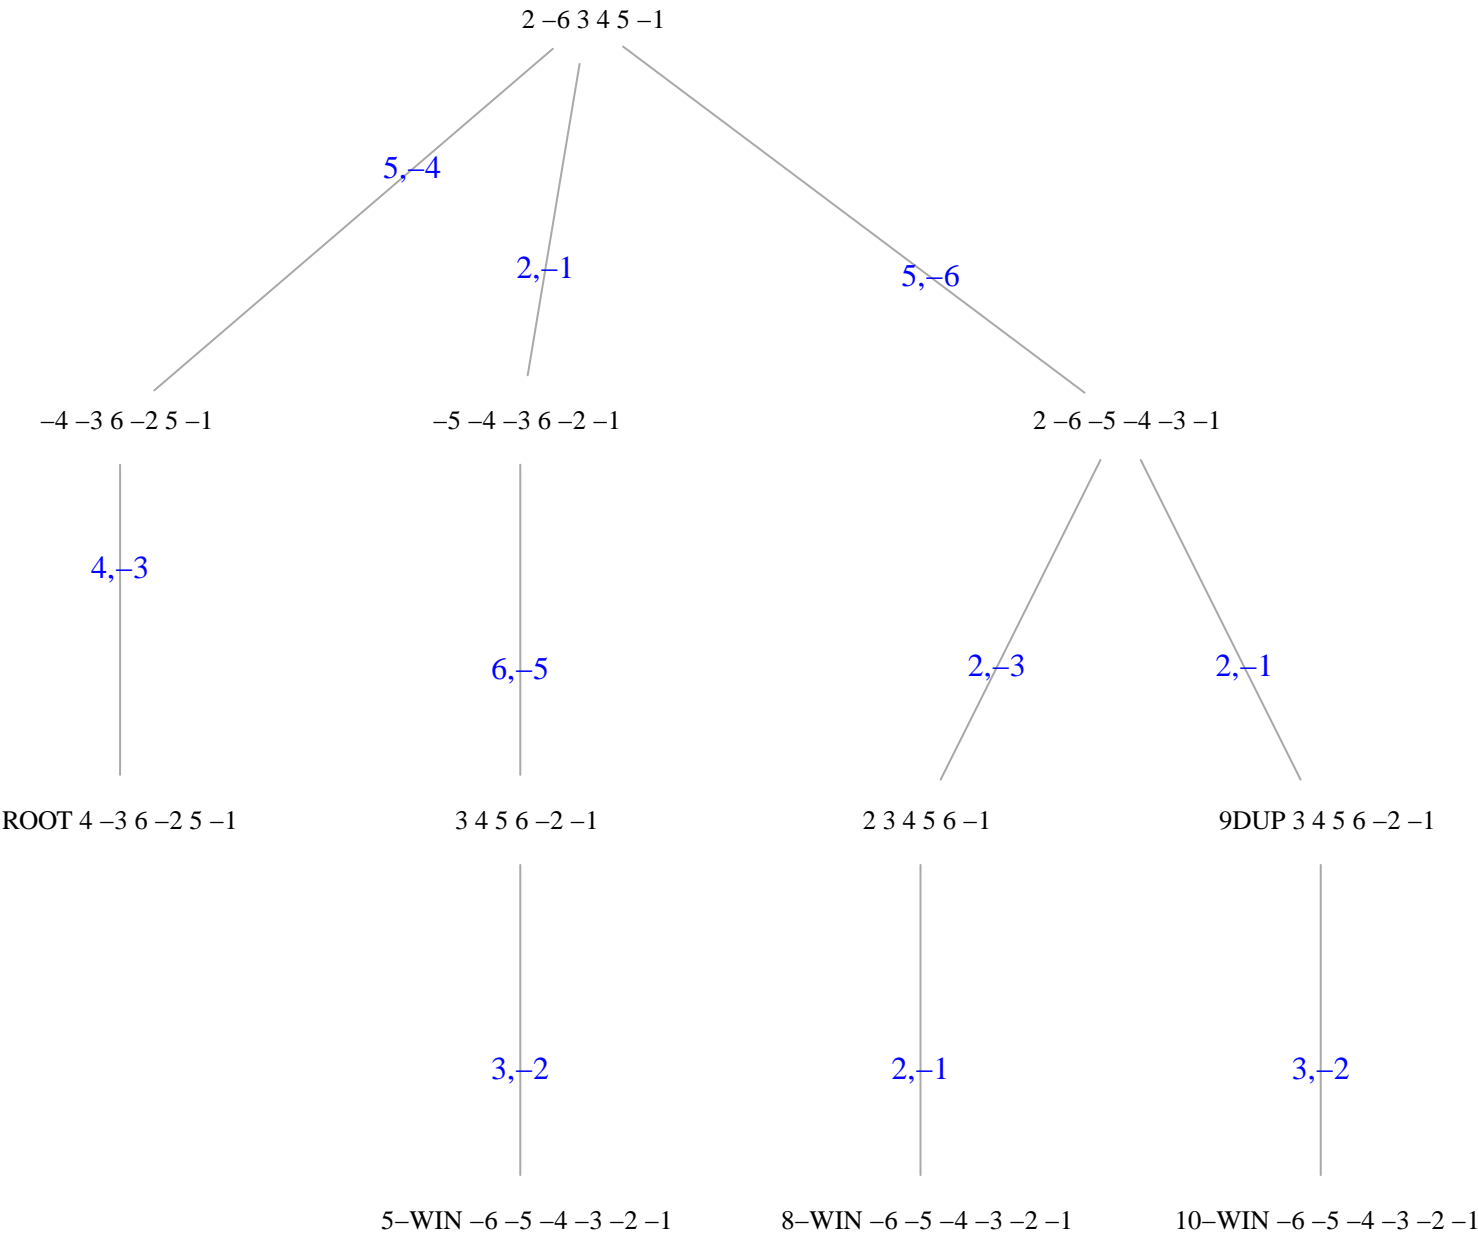 2 –6 3 4 5 –1
5,–4
2,–1
5,–6
–4 –3 6 –2 5 –1
–5 –4 –3 6 –2 –1
2 –6 –5 –4 –3 –1
4,–3
6,–5
2,–3
2,–1
ROOT 4 –3 6 –2 5 –1
3 4 5 6 –2 –1
2 3 4 5 6 –1
9DUP 3 4 5 6 –2 –1
3,–2
2,–1
3,–2
5–WIN –6 –5 –4 –3 –2 –1
8–WIN –6 –5 –4 –3 –2 –1
10–WIN –6 –5 –4 –3 –2 –1